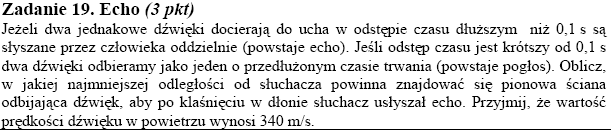 Zadanie 19. Echo (3 pkt)
Jeżeli dwa jednakowe dźwięki docierają do ucha w odstępie czasu dłuższym niż 0,1 s są
słyszane przez człowieka oddzielnie (powstaje echo). Jeśli odstęp czasu jest krótszy od 0,1 s
dwa dźwięki odbieramy jako jeden o przedłużonym czasie trwania (powstaje pogłos). Oblicz,
w jakiej najmniejszej odległości od słuchacza powinna znajdować się pionowa ściana
odbijająca dźwięk, aby po klaśnięciu w dłonie słuchacz usłyszał echo. Przyjmij, że wartość
prędkości dźwięku w powietrzu wynosi 340 m/s.